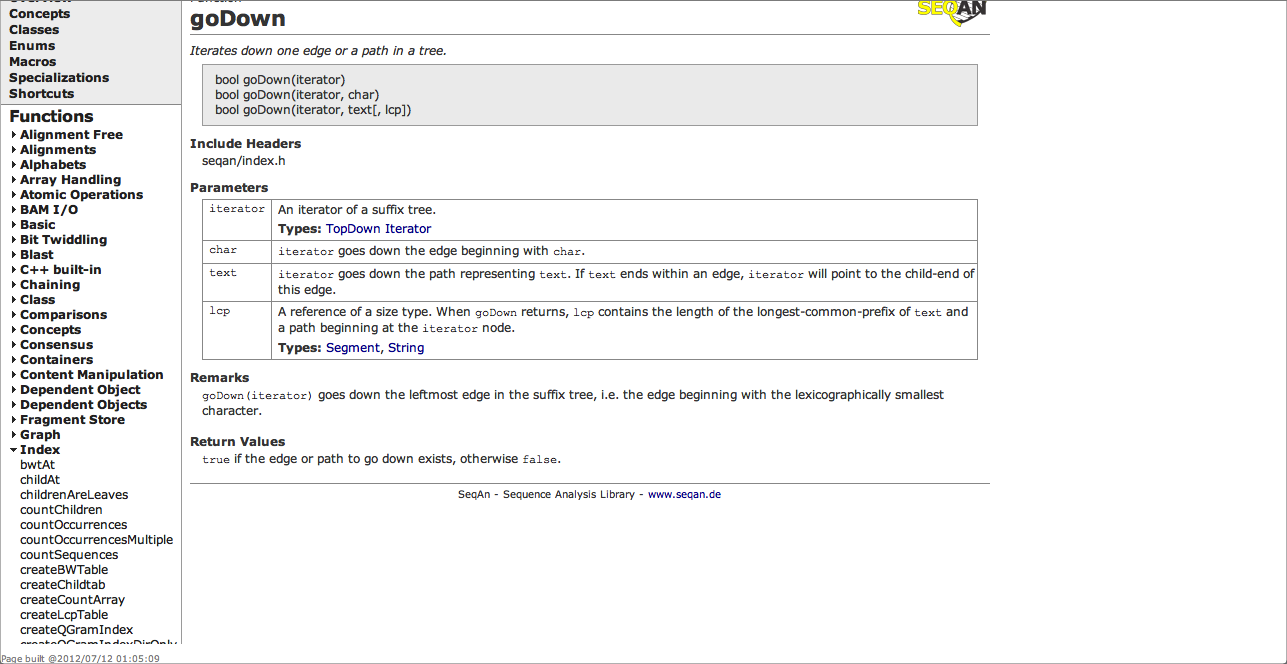 Concepts
Classes
Enums
Macros
Specializations
Shortcuts
Functions
Alignment Free
Alignments
Alphabets
Array Handling
Atomic Operations
BAM I/O
Basic
Bit Twiddling
Blast
C++ built-in
Chaining
Class
Comparisons
Concepts
Consensus
Containers
Content Manipulation
Dependent Object
Dependent Objects
Fragment Store
Graph
Index
bwtAt
childAt
childrenAreLeaves
countChildren
countOccurrences
countOccurrencesMultiple
countSequences
createBWTable
createChildtab
createCountArray
createLcpTable
createQGramIndex
createQGramIndexDirOnly
Page built @2012/07/12 01:05:09
goDown
SEQAN
Iterates down one edge or a path in a tree.
bool goDown(iterator)
bool goDown(iterator, char)
bool goDown(iterator, text[, lcp])
Include Headers
seqan/index.h
Parameters
iterator An iterator of a suffix tree.
Types: TopDown Iterator
char iterator goes down the edge beginning with char.
text iterator goes down the path representing text. If text ends within an edge, iterator will point to the child-end of
this edge.
lcp A reference of a size type. When goDown returns, lcp contains the length of the longest-common-prefix of text and
a path beginning at the iterator node.
Types: Segment, String
Remarks
goDown(iterator) goes down the leftmost edge in the suffix tree, i.e. the edge beginning with the lexicographically smallest
character.
Return Values
true if the edge or path to go down exists, otherwise false.
SeqAn - Sequence Analysis Library - www.seqan.de